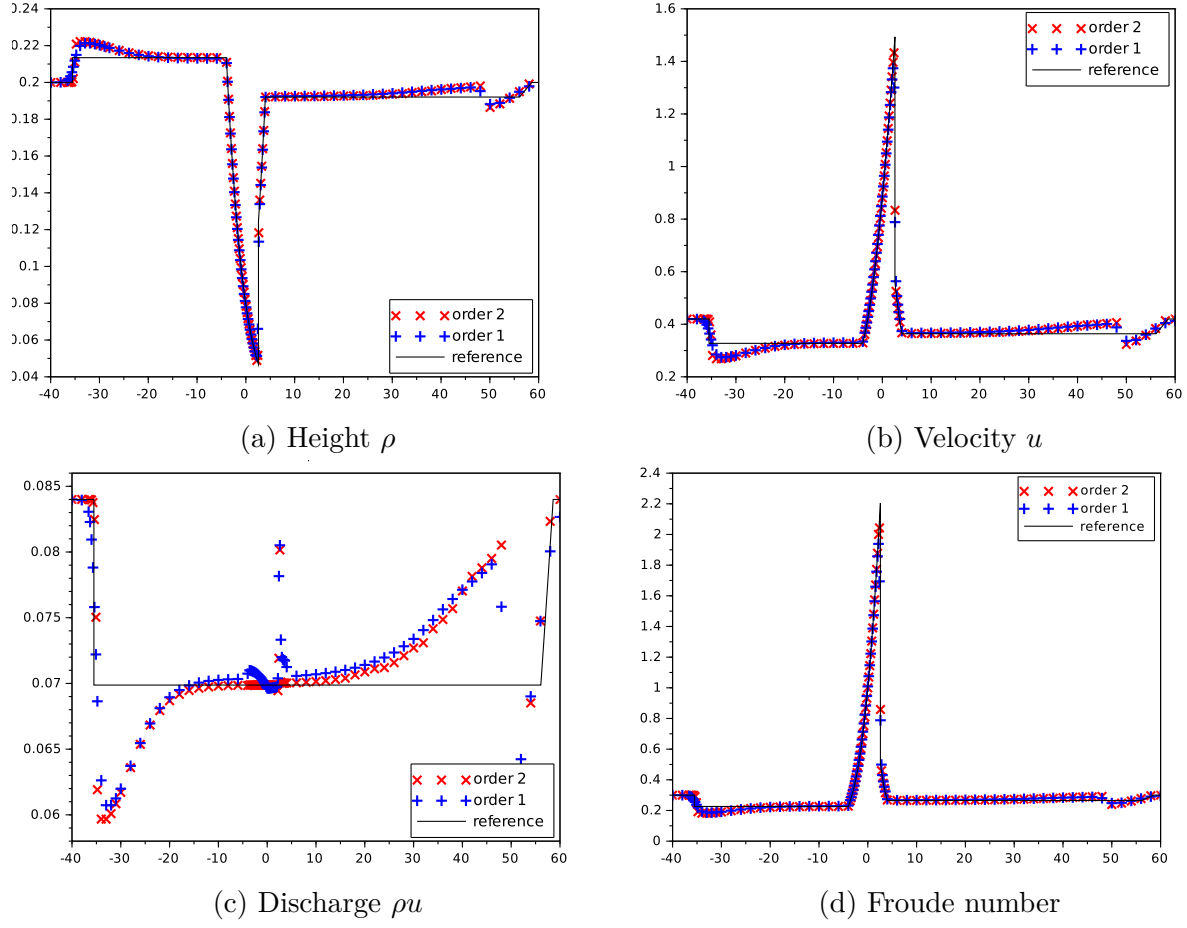 0.24
0.22
0.2
0.18
0.16
0.14
0.12
0.1
0.08
0.06
0.04
-40 -30 -20 -10 0 10 20 30 40 50 60
order 2
order 1
reference
(a) Height ρ
1.6
1.4
1.2
1
0.8
0.6
0.4
0.2
-40 -30 -20 -10 0 10 20 30 40 50 60
order 2
order 1
reference
(b) Velocity u
0.085
0.08
0.075
0.07
0.065
0.06
-40 -30 -20 -10 0 10 20 30 40 50 60
order 2
order 1
reference
(c) Discharge ρu
2.4
2.2
2
1.8
1.6
1.4
1.2
1
0.8
0.6
0.4
0.2
0
-40 -30 -20 -10 0 10 20 30 40 50 60
order 2
order 1
reference
(d) Froude number